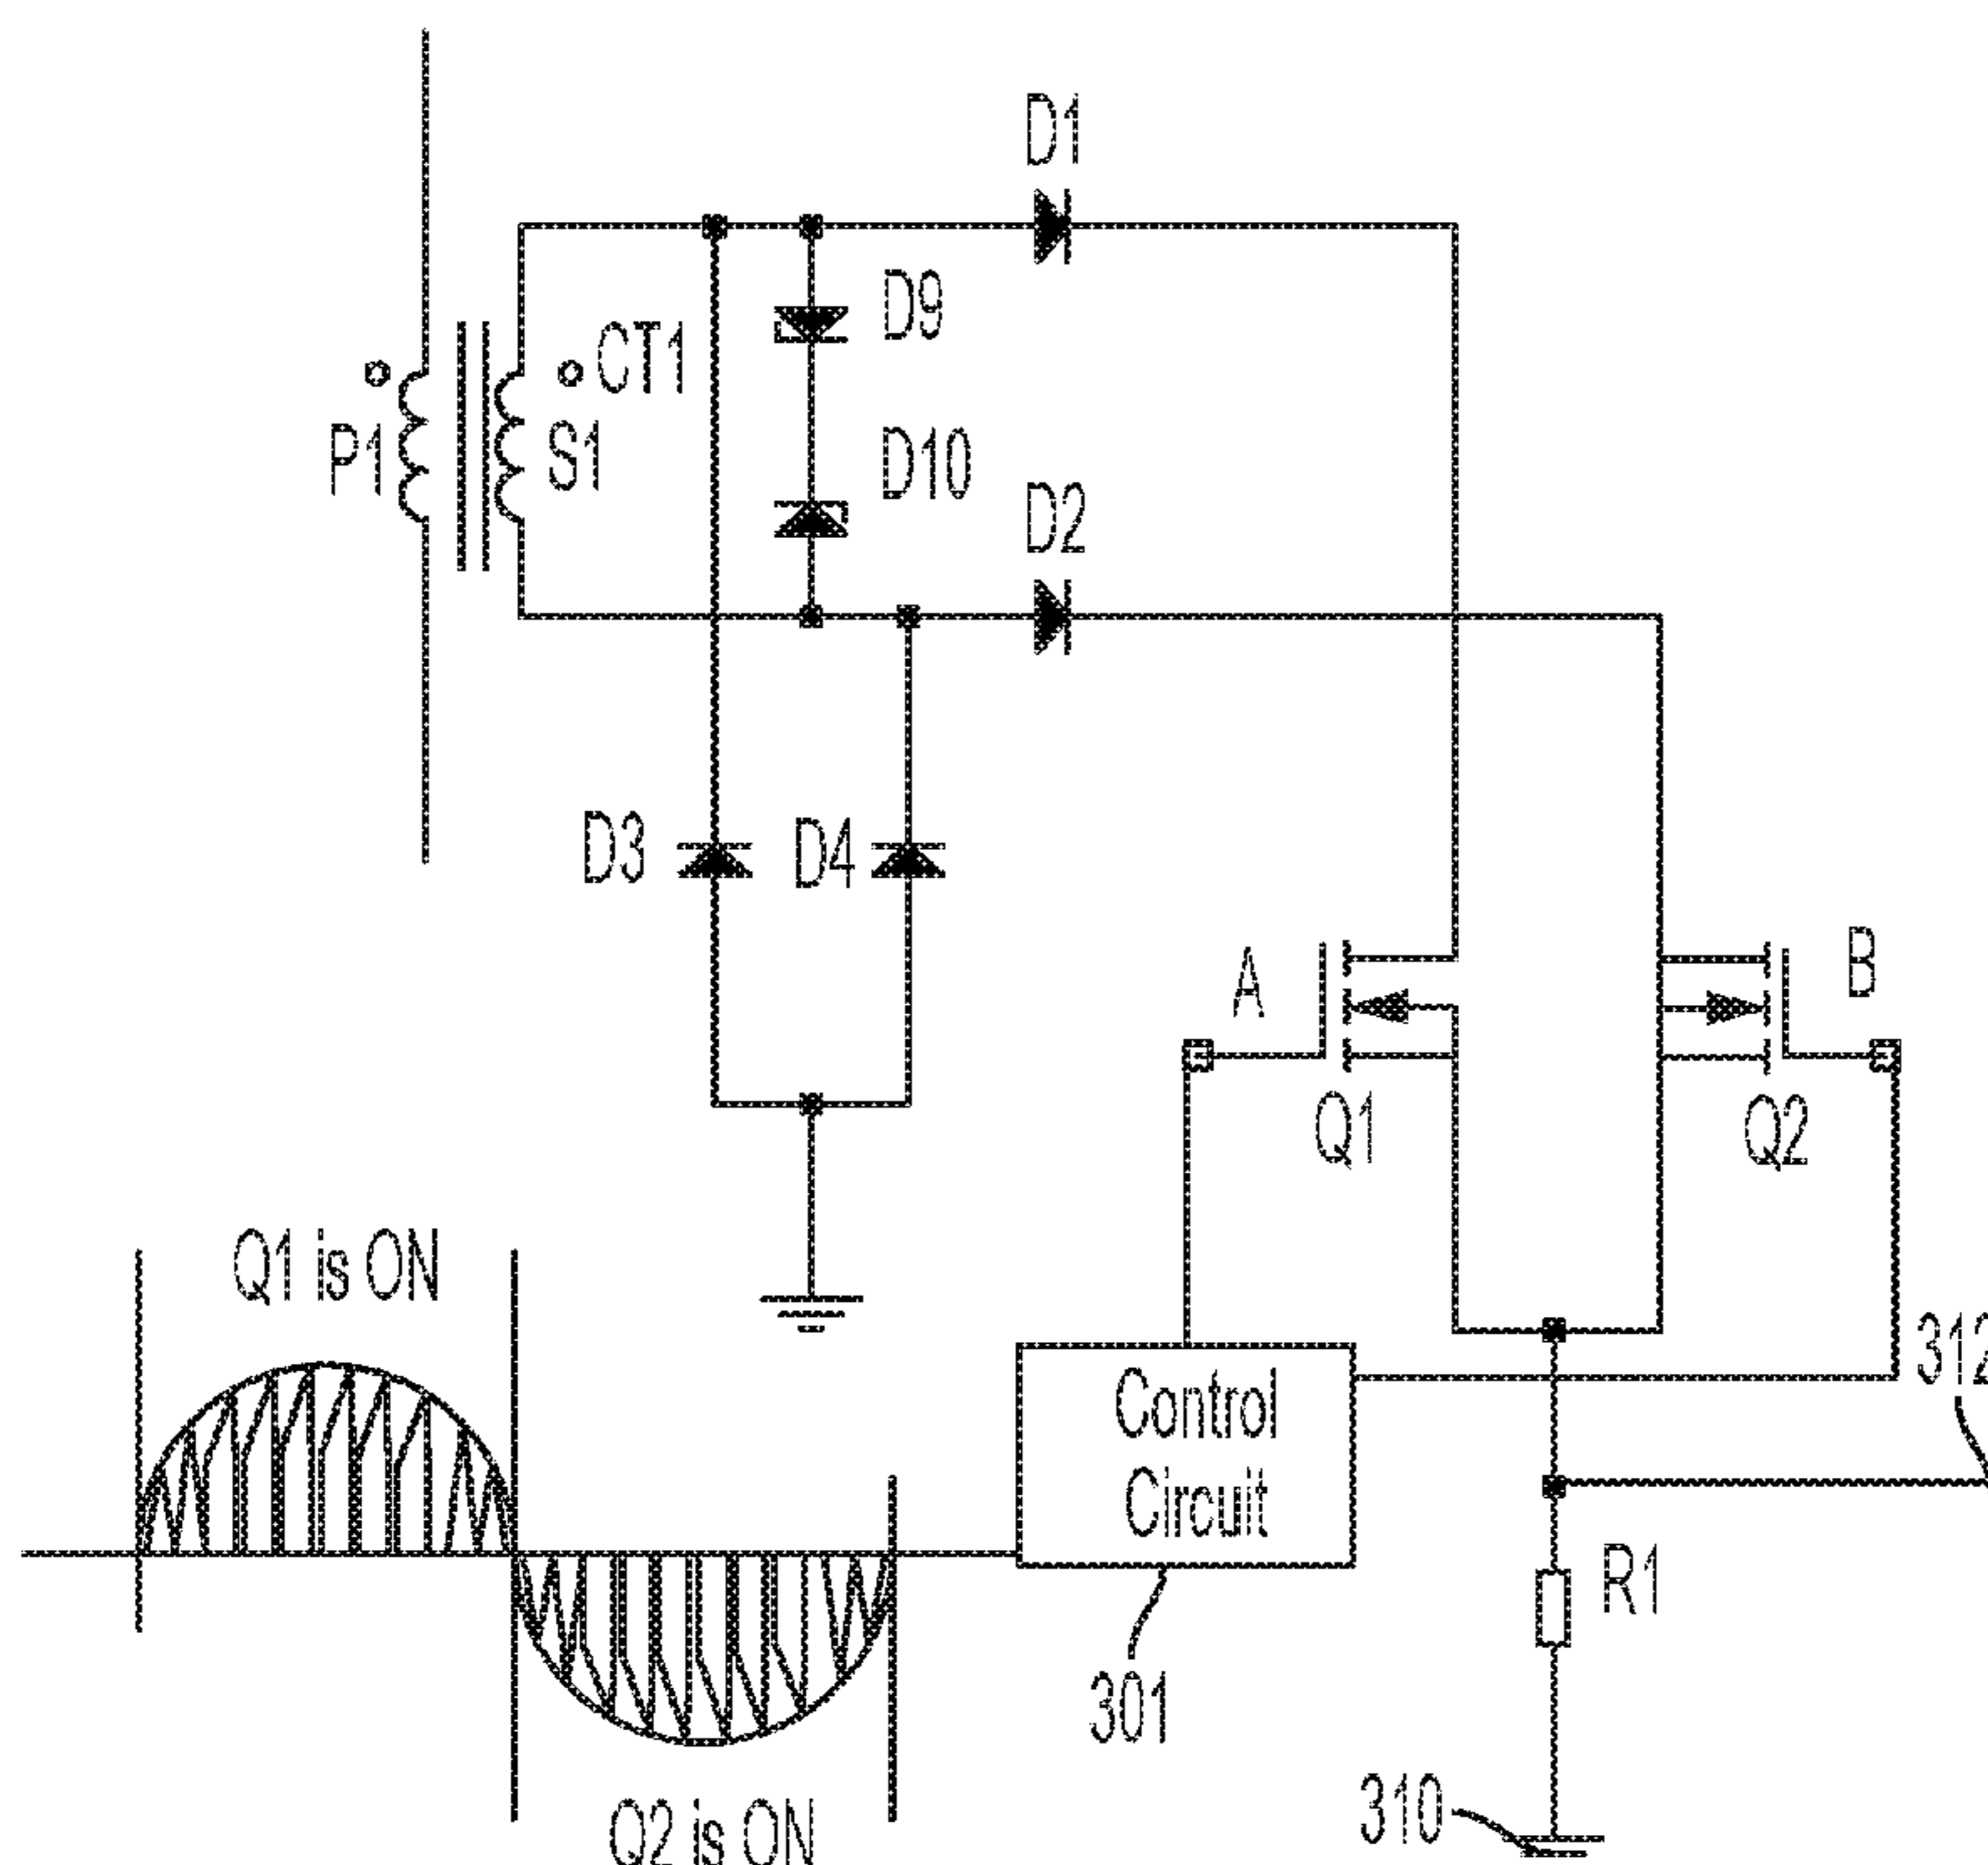 D1
D9
CT1
P1
S1
D10
D2
D3
D4
A
B
Q1
Q2
Q1 is ON
312
Control
Circuit
R1
301
310
Q2 is ON